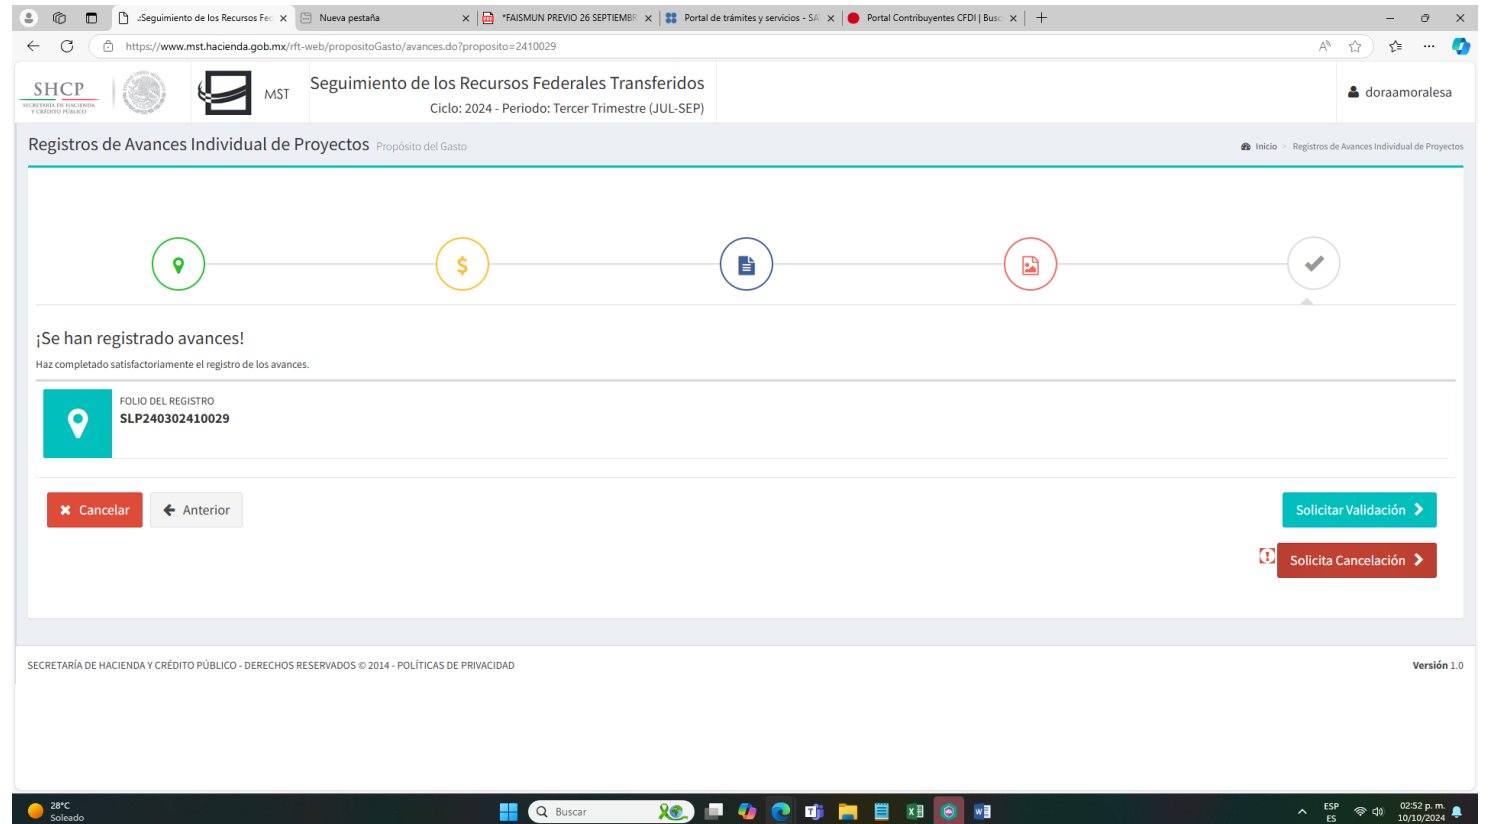 .:Seguimiento de los Recursos Fed
Nueva pestaña
*FAISMUN PREVIO 26 SEPTIEMBR
Portal de trámites y servicios - SA
Portal Contribuyentes CFDI | Busc
https://www.mst.hacienda.gob.mx/rft-web/propositoGasto/avances.do?proposito=2410029
SHCP
SECRETARÍA DE HACIENDA
Y CRÉDITO PÚBLICO
MST
Seguimiento de los Recursos Federales Transferidos
Ciclo: 2024 - Periodo: Tercer Trimestre (JUL-SEP)
doraamoralesa
Registros de Avances Individual de Proyectos Propósito del Gasto
Inicio > Registros de Avances Individual de Proyectos
¡Se han registrado avances!
Haz completado satisfactoriamente el registro de los avances.
FOLIO DEL REGISTRO
SLP240302410029
Cancelar
Anterior
Solicitar Validación
Solicita Cancelación
SECRETARÍA DE HACIENDA Y CRÉDITO PÚBLICO - DERECHOS RESERVADOS © 2014 - POLÍTICAS DE PRIVACIDAD
Versión 1.0
28°C
Soleado
Buscar
ESP
ES
02:52 p. m.
10/10/2024